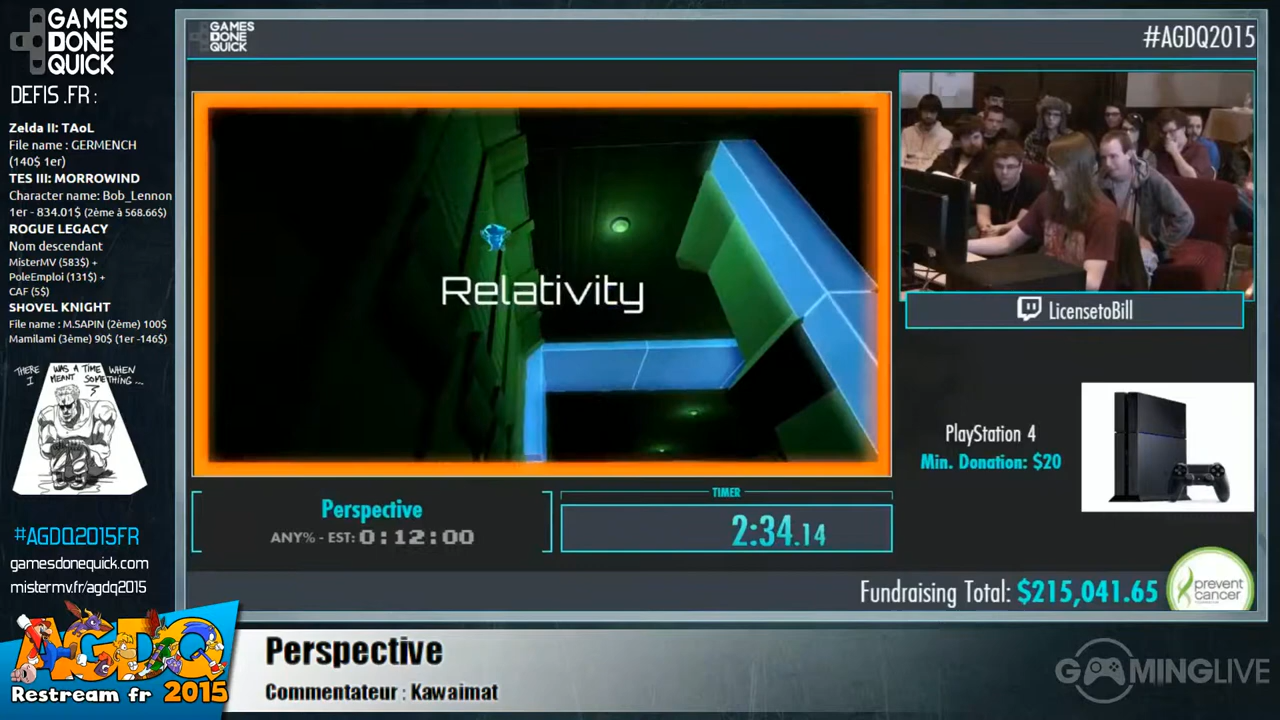 GAMES
DONE
QUICK
DEFIS .FR :
Zelda II: TAoL
File name : GERMENCH
(140$ 1er)
TES III: MORROWIND
Character name: Bob_Lennon
1er - 834.01$ (2ème à 568.66$)
ROGUE LEGACY
Nom descendant
MisterMV (583$) +
PoleEmploi (131$) +
CAF (5$)
SHOVEL KNIGHT
File name : M.SAPIN (2ème) 100$
Mamilami (3ème) 90$ (1er -146$)
THERE WAS A TIME WHEN
I MEANT SOMETHING...
#AGDQ2015FR
gamesdonequick.com
mistermv.fr/agdq2015
AGDQ
Restream fr 2015
GAMES
DONE
QUICK
#AGDQ2015
Relativity
LicensetoBill
PlayStation 4
Min. Donation: $20
Perspective
ANY% - EST: 0:12:00
TIMER
2:34.14
Fundraising Total: $215,041.65
prevent
cancer
Perspective
Commentateur : Kawaimat
GAMINGLIVE